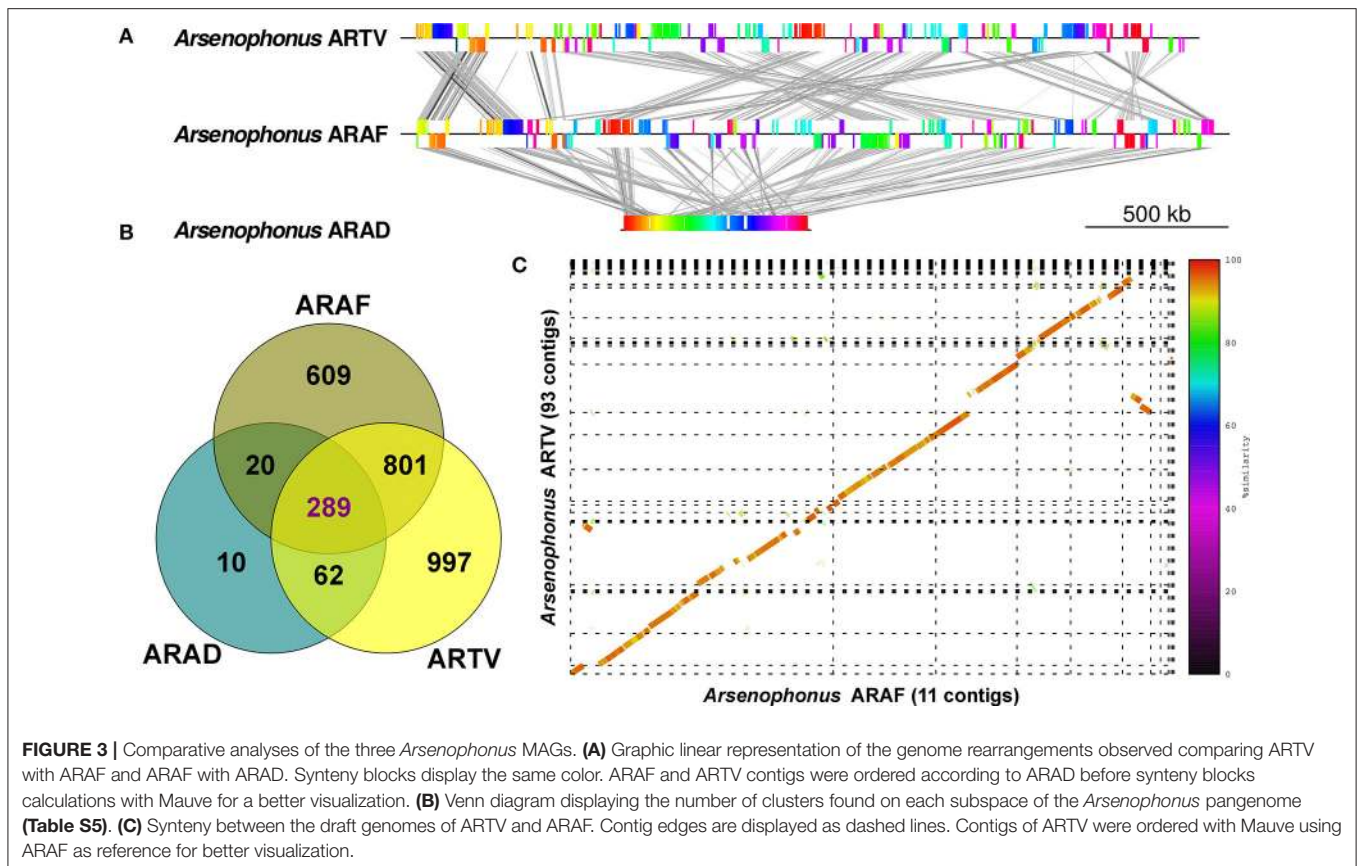 A
Arsenophonus ARTV
Arsenophonus ARAF
Arsenophonus ARAD
500 kb
B
ARAF
609
20
801
289
10
62
997
ARAD
ARTV
C
Arsenophonus ARTV (93 contigs)
Arsenophonus ARAF (11 contigs)
100
80
60
40
20
0
%similarity
FIGURE 3 | Comparative analyses of the three Arsenophonus MAGs. (A) Graphic linear representation of the genome rearrangements observed comparing ARTV
with ARAF and ARAF with ARAD. Synteny blocks display the same color. ARAF and ARTV contigs were ordered according to ARAD before synteny blocks
calculations with Mauve for a better visualization. (B) Venn diagram displaying the number of clusters found on each subspace of the Arsenophonus pangenome
(Table S5). (C) Synteny between the draft genomes of ARTV and ARAF. Contig edges are displayed as dashed lines. Contigs of ARTV were ordered with Mauve using
ARAF as reference for better visualization.